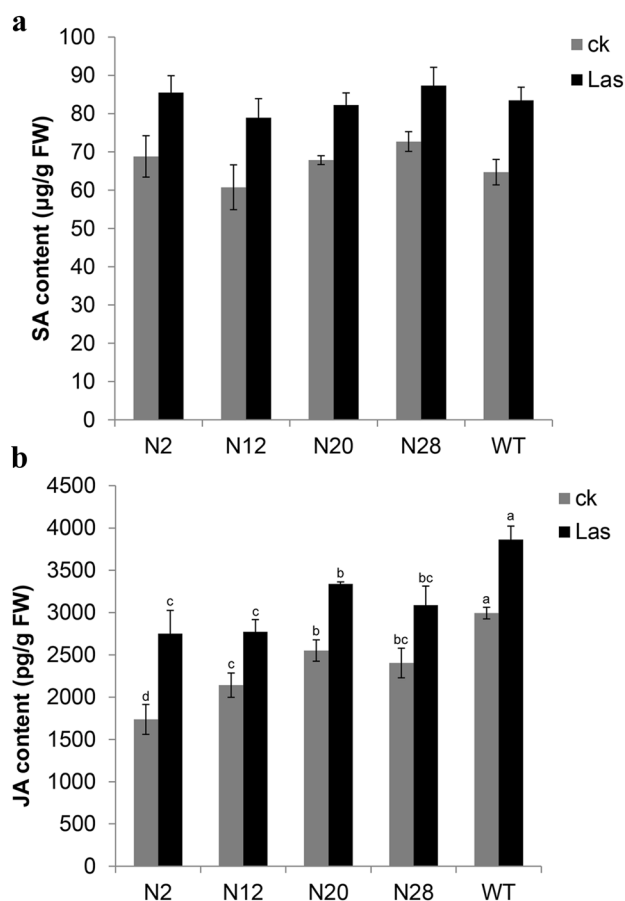 a
100
90
80
70
60
50
40
30
20
10
0
SA content (µg/g FW)
ck
Las
N2 N12 N20 N28 WT
b
4500
4000
3500
3000
2500
2000
1500
1000
500
0
JA content (pg/g FW)
ck
Las
d c c c b b bc bc a a
N2 N12 N20 N28 WT